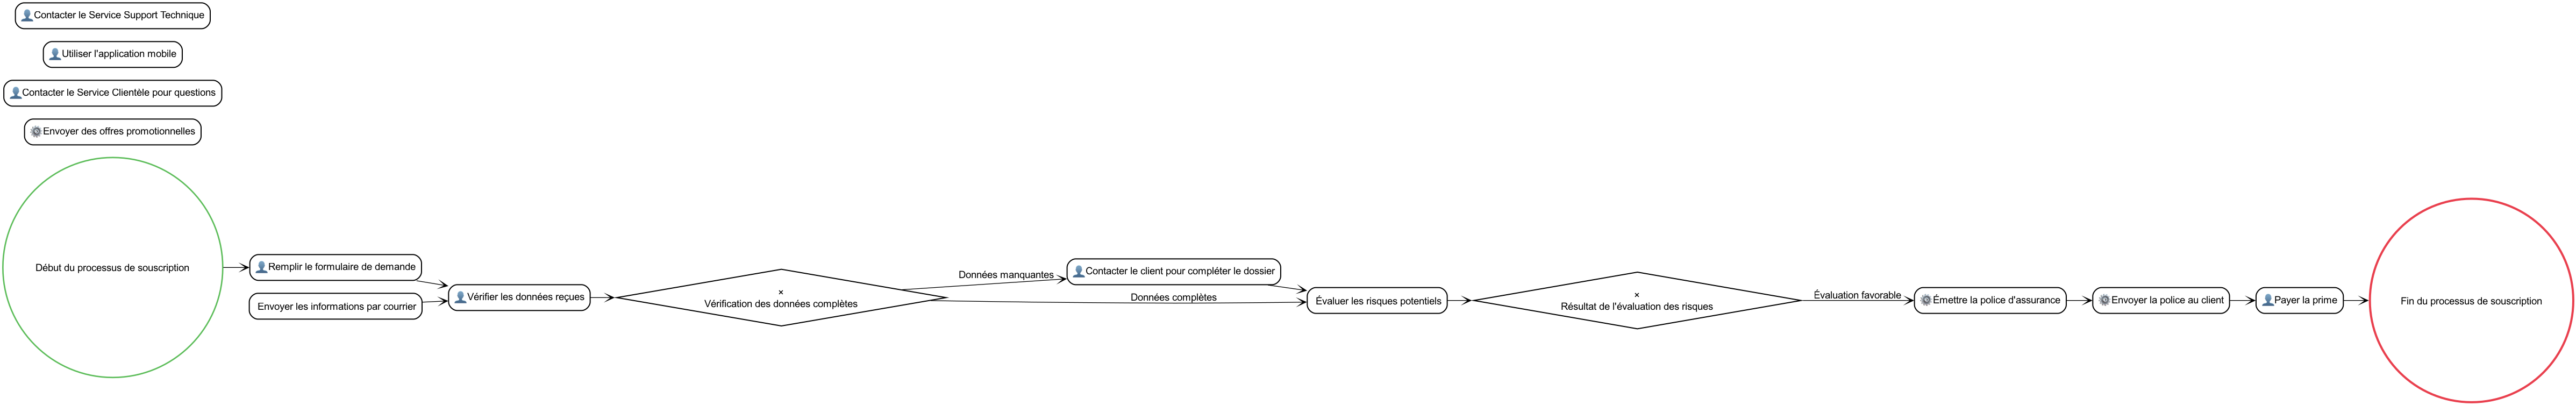 Contacter le Service Support Technique
Utiliser l'application mobile
Contacter le Service Clientèle pour questions
Envoyer des offres promotionnelles
Début du processus de souscription
Remplir le formulaire de demande
Envoyer les informations par courrier
Vérifier les données reçues
×
Vérification des données complètes
Données manquantes
Données complètes
Contacter le client pour compléter le dossier
Évaluer les risques potentiels
×
Résultat de l'évaluation des risques
Évaluation favorable
Émettre la police d'assurance
Envoyer la police au client
Payer la prime
Fin du processus de souscription